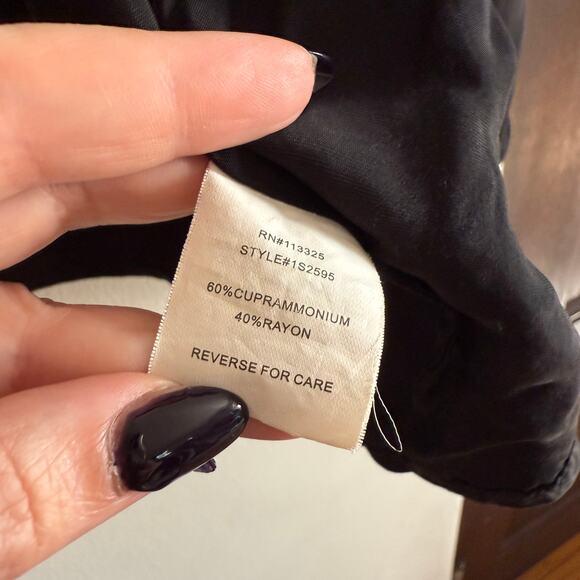 RN#113325
STYLE#1S2595
60%CUPRAMMONIUM
40%RAYON
REVERSE FOR CARE